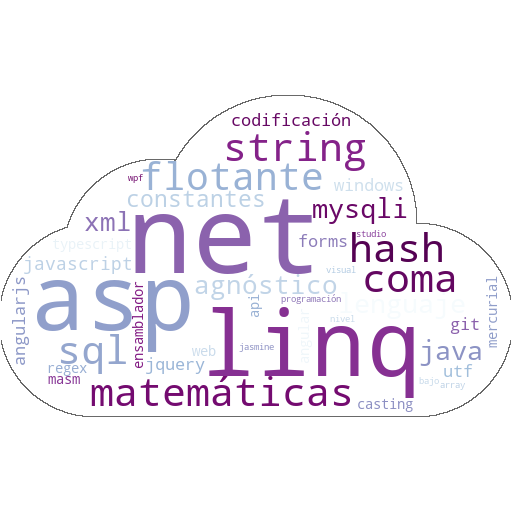 codificación
string
wpf
flotante
windows
constantes
mysqli
xml
net
studio
forms
hash
typescript
javascript
visual
agnóstico
coma
asp
angularjs
ensamblador
api
programación
lenguaje
mercurial
linq
nivel
angular
git
sql
web
jasmine
java
regex
jquery
utf
masm
bajo
array
matemáticas
casting